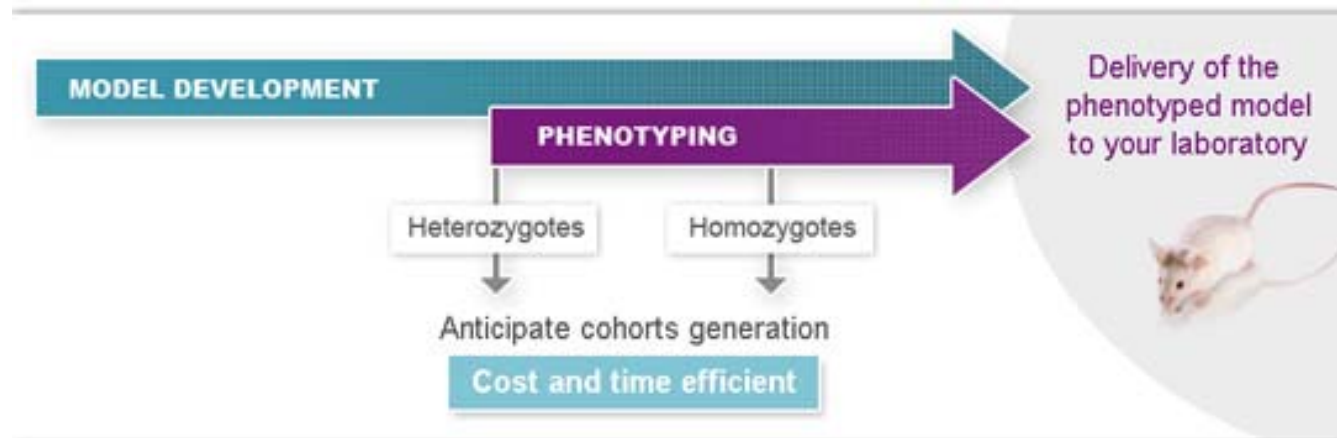 MODEL DEVELOPMENT
PHENOTYPING
Delivery of the
phenotyped model
to your laboratory
Heterozygotes
Homozygotes
Anticipate cohorts generation
Cost and time efficient